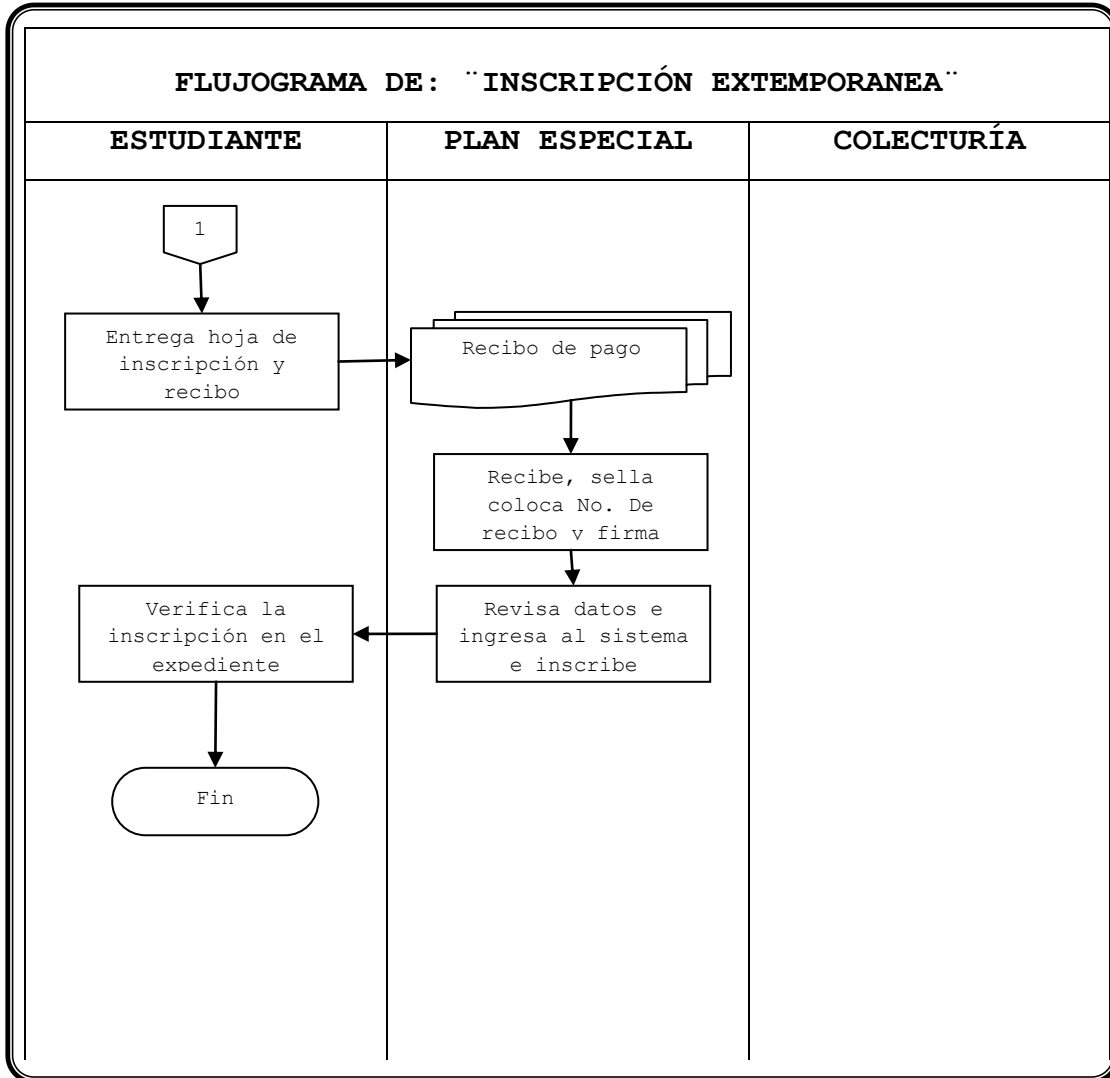 FLUJOGRAMA DE: ¨INSCRIPCIÓN EXTEMPORANEA¨
ESTUDIANTE
PLAN ESPECIAL
COLECTURÍA
1
Entrega hoja de
inscripción y
recibo
Recibo de pago
Recibe, sella
coloca No. De
recibo y firma
Revisa datos e
ingresa al sistema
e inscribe
Verifica la
inscripción en el
expediente
Fin